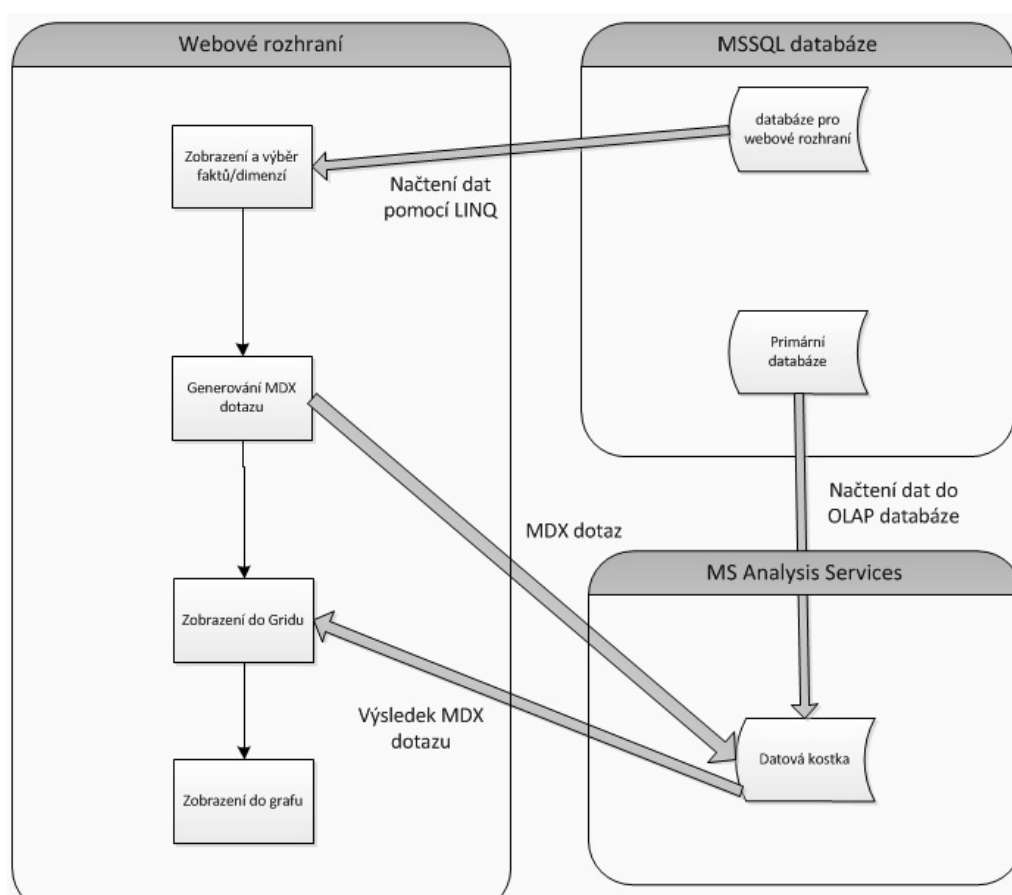 Webové rozhraní
MSSQL databáze
databáze pro
webové rozhraní
Zobrazení a výběr
faktů/dimenzí
Načtení dat
pomocí LINQ
Primární
databáze
Generování MDX
dotazu
Načtení dat do
OLAP databáze
MDX dotaz
MS Analysis Services
Zobrazení do Gridu
Výsledek MDX
dotazu
Datová kostka
Zobrazení do grafu